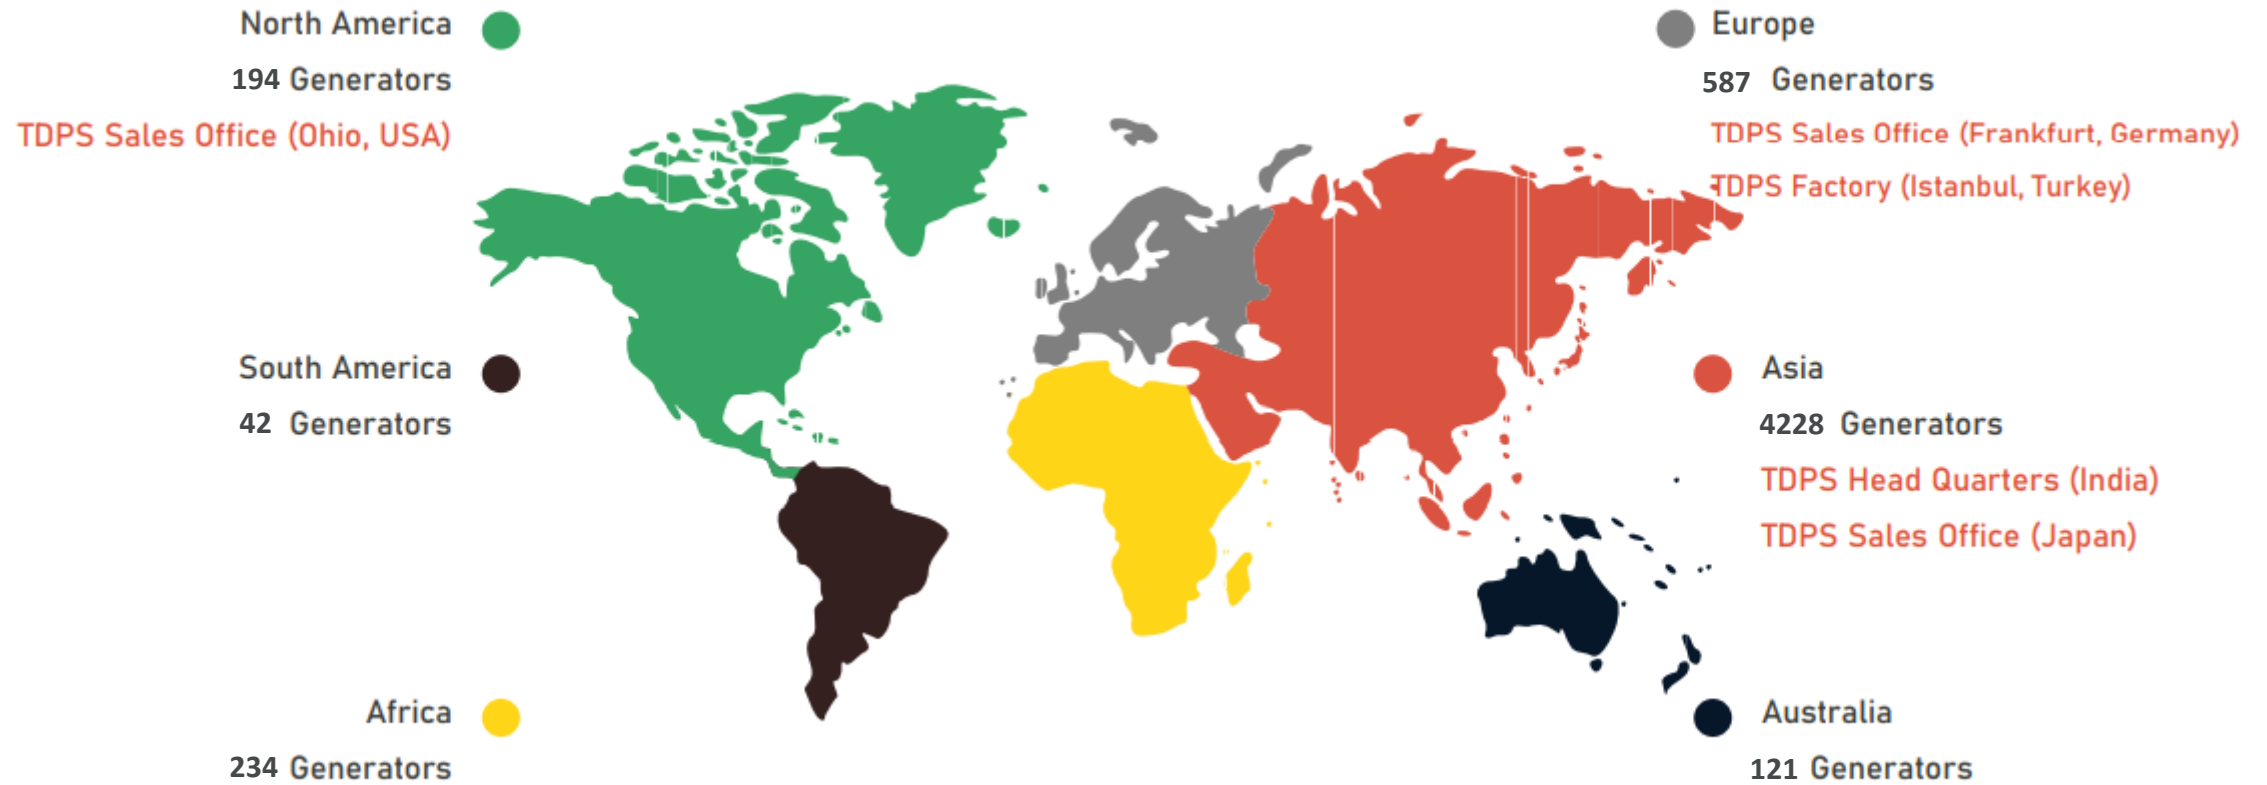 North America
194 Generators
TDPS Sales Office (Ohio, USA)
Europe
587 Generators
TDPS Sales Office (Frankfurt, Germany)
TDPS Factory (Istanbul, Turkey)
South America
42 Generators
Asia
4228 Generators
TDPS Head Quarters (India)
TDPS Sales Office (Japan)
Africa
234 Generators
Australia
121 Generators